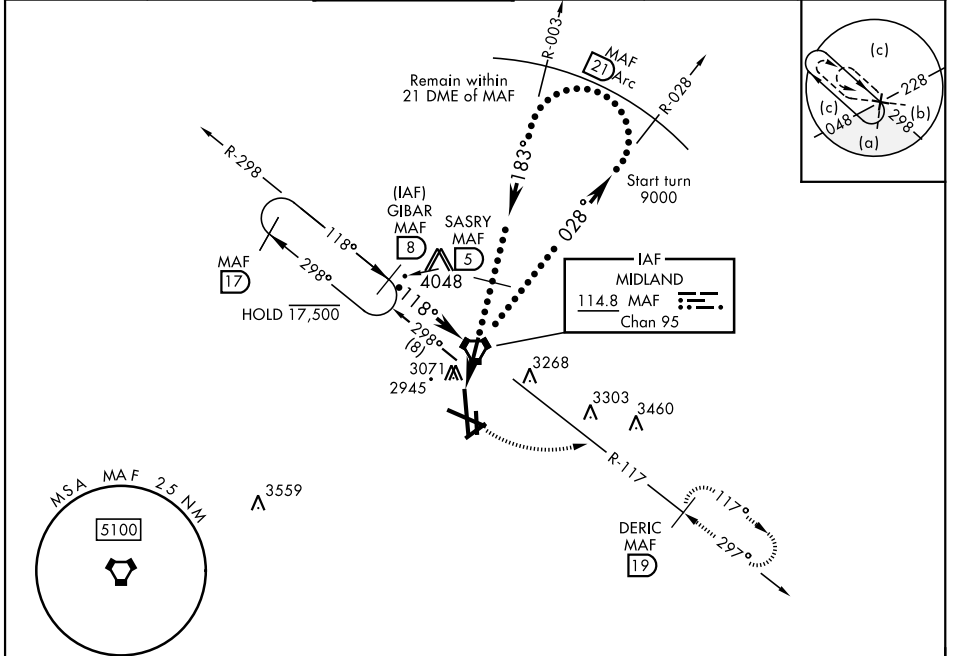 R-003
MAF
21 Arc
R-028
Remain within
21 DME of MAF
183°
028°
Start turn
9000
(c)
228
(c)
(b)
048
298
(a)
R-298
(IAF)
GIBAR
MAF
8
SASRY
MAF
5
4048
118°
298°
MAF
17
HOLD 17,500
118°
298°
(8)
IAF
MIDLAND
114.8 MAF
Chan 95
3071
2945
3268
3303
3460
R-117
117°
297°
DERIC
MAF
19
3559
MSA MAF 25 NM
5100